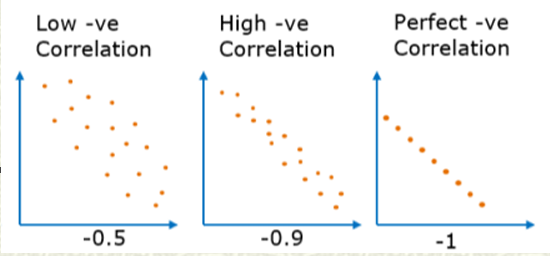 Low -ve
Correlation
High -ve
Correlation
Perfect -ve
Correlation
-0.5
-0.9
-1